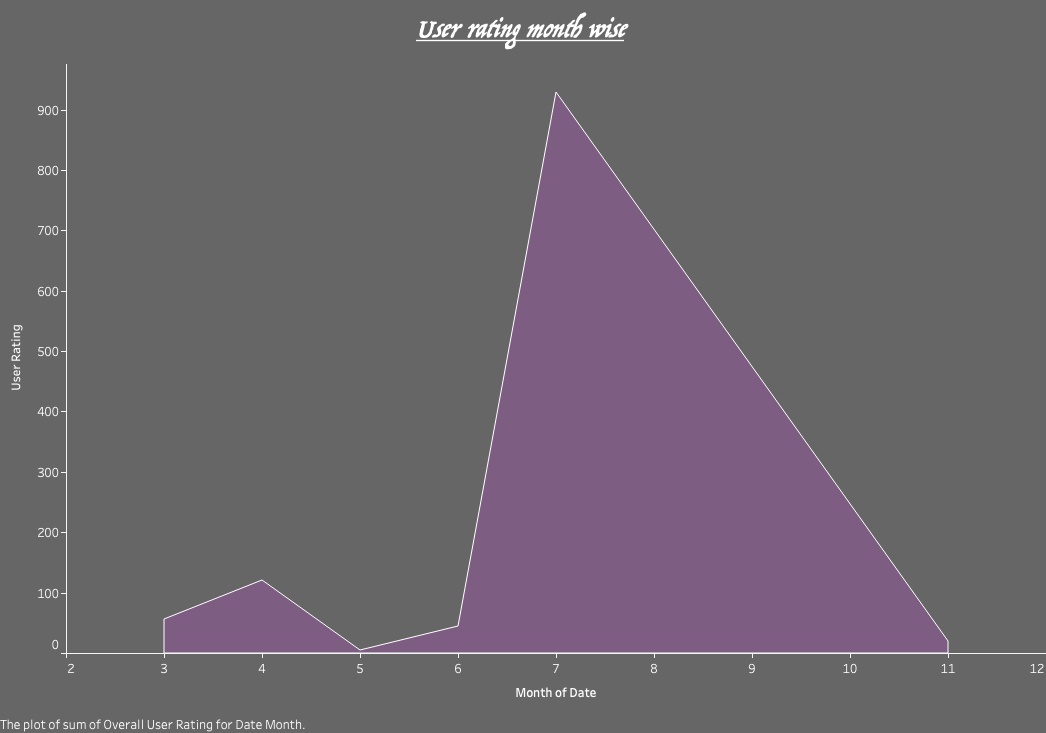 User rating month wise
900
800
700
600
500
400
300
200
100
0
User Rating
2 3 4 5 6 7 8 9 10 11 12
Month of Date
The plot of sum of Overall User Rating for Date Month.